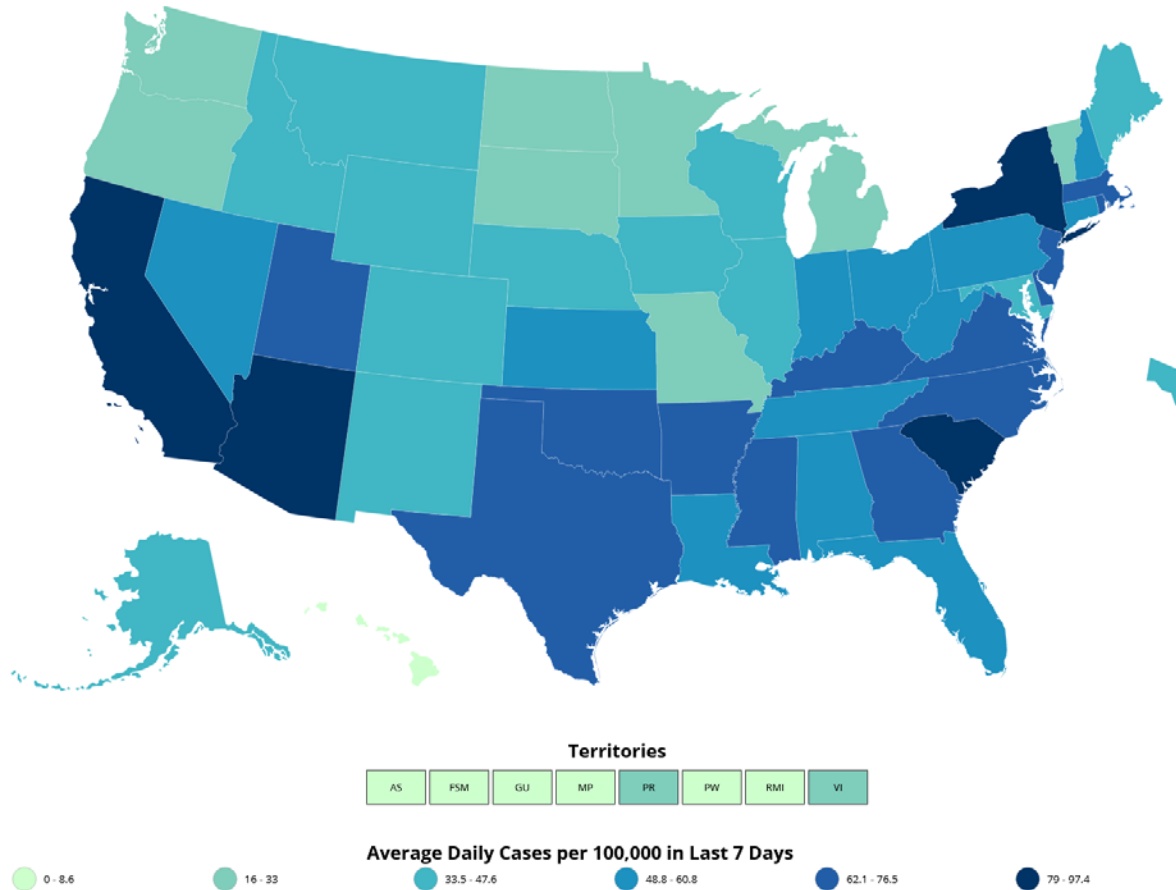 Territories
AS FSM GU MP PR PW RMI VI
Average Daily Cases per 100,000 in Last 7 Days
0 - 8.6 16 - 33 33.5 - 47.6 48.8 - 60.8 62.1 - 76.5 79 - 97.4